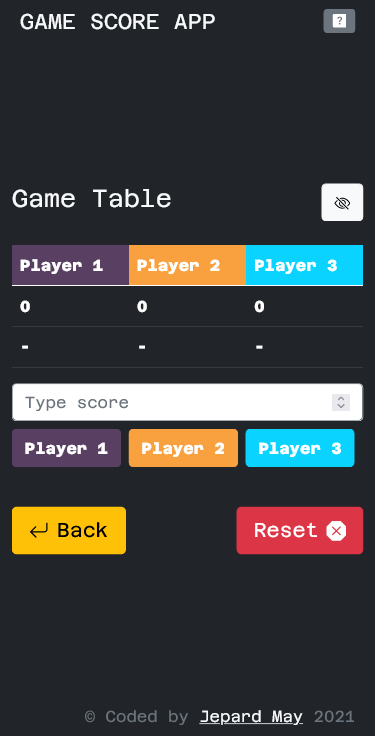 GAME SCORE APP ?
Game Table
Player 1 Player 2 Player 3
0 0 0
- - -
Type score
Player 1 Player 2 Player 3
Back Reset
© Coded by Jepard May 2021